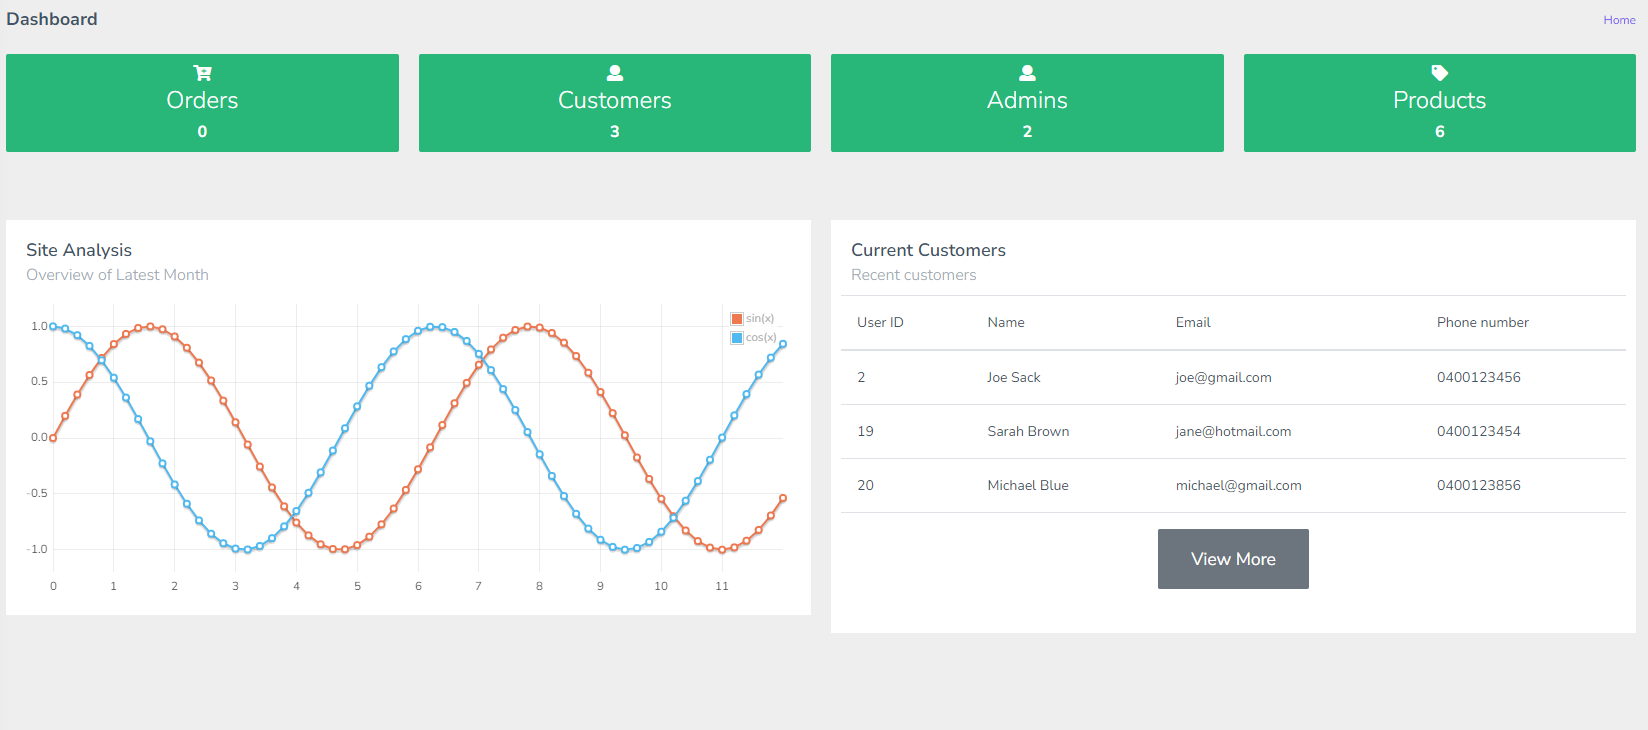 Dashboard
Home
Orders
0
Customers
3
Admins
2
Products
6
Site Analysis
Overview of Latest Month
sin(x)
cos(x)
1.0
0.5
0.0
-0.5
-1.0
0 1 2 3 4 5 6 7 8 9 10 11
Current Customers
Recent customers
User ID Name Email Phone number
2 Joe Sack joe@gmail.com 0400123456
19 Sarah Brown jane@hotmail.com 0400123454
20 Michael Blue michael@gmail.com 0400123856
View More